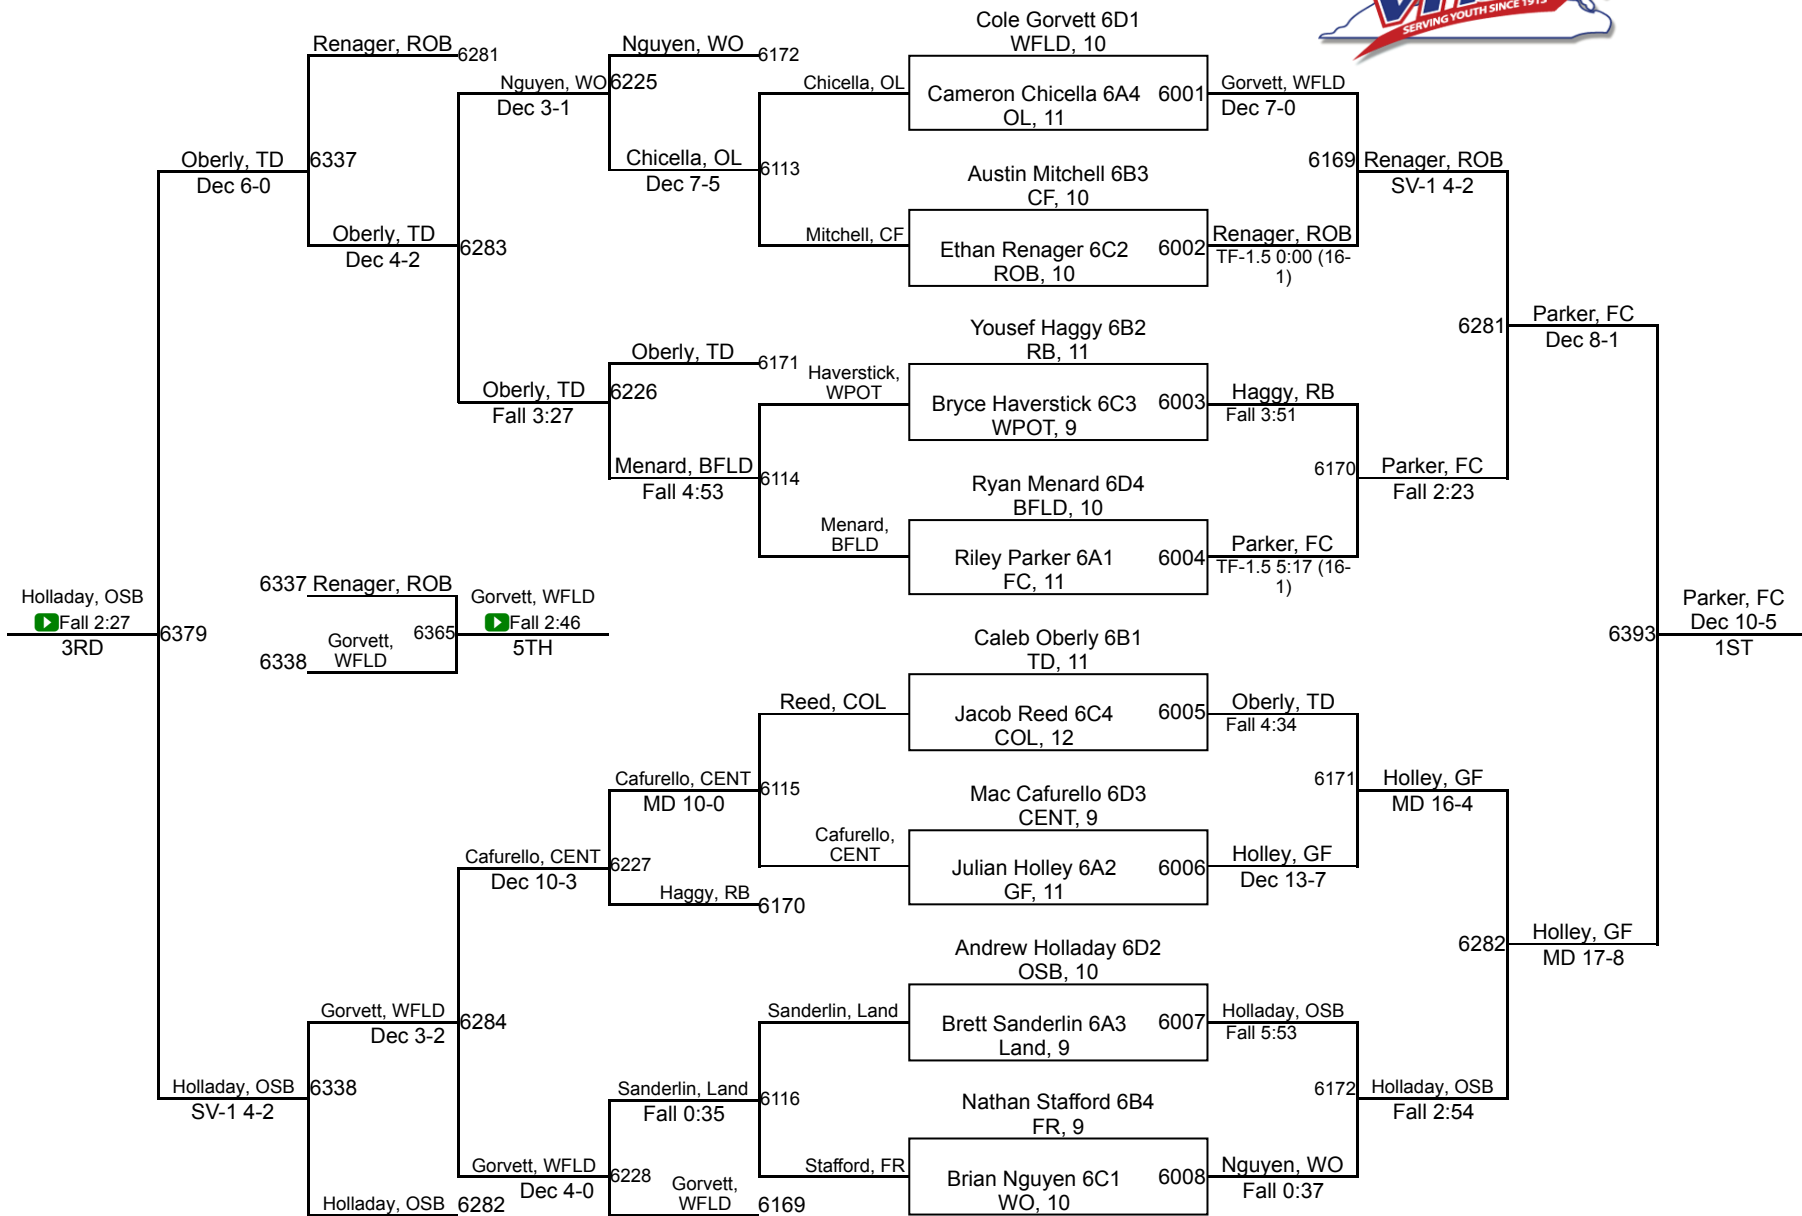 SERVING YOUTH SINCE 1913
Cole Gorvett 6D1
WFLD, 10
Cameron Chicella 6A4
OL, 11
6001
Gorvett, WFLD
Dec 7-0
Austin Mitchell 6B3
CF, 10
Ethan Renager 6C2
ROB, 10
6002
Renager, ROB
TF-1.5 0:00 (16-
1)
6169
Renager, ROB
SV-1 4-2
Yousef Haggy 6B2
RB, 11
Bryce Haverstick 6C3
WPOT, 9
6003
Haggy, RB
Fall 3:51
Ryan Menard 6D4
BFLD, 10
Riley Parker 6A1
FC, 11
6004
Parker, FC
TF-1.5 5:17 (16-
1)
6170
Parker, FC
Fall 2:23
6281
Parker, FC
Dec 8-1
Caleb Oberly 6B1
TD, 11
Jacob Reed 6C4
COL, 12
6005
Oberly, TD
Fall 4:34
Mac Cafurello 6D3
CENT, 9
Julian Holley 6A2
GF, 11
6006
Holley, GF
Dec 13-7
6171
Holley, GF
MD 16-4
Andrew Holladay 6D2
OSB, 10
Brett Sanderlin 6A3
Land, 9
6007
Holladay, OSB
Fall 5:53
Nathan Stafford 6B4
FR, 9
Brian Nguyen 6C1
WO, 10
6008
Nguyen, WO
Fall 0:37
6172
Holladay, OSB
Fall 2:54
6282
Holley, GF
MD 17-8
6393
Parker, FC
Dec 10-5
1ST
Chicella, OL
Mitchell, CF
6113
Chicella, OL
Dec 7-5
Nguyen, WO
6172
6225
Nguyen, WO
Dec 3-1
Haverstick,
WPOT
Menard,
BFLD
6114
Menard, BFLD
Fall 4:53
Oberly, TD
6171
6226
Oberly, TD
Fall 3:27
6283
Oberly, TD
Dec 4-2
Renager, ROB
6281
6337
Oberly, TD
Dec 6-0
6337
Renager, ROB
6338
Gorvett,
WFLD
6365
Gorvett, WFLD
Fall 2:46
5TH
Holladay, OSB
Fall 2:27
3RD
6379
Reed, COL
Cafurello,
CENT
6115
Cafurello, CENT
MD 10-0
Haggy, RB
6170
6227
Cafurello, CENT
Dec 10-3
Sanderlin, Land
Stafford, FR
6116
Sanderlin, Land
Fall 0:35
Gorvett,
WFLD
6169
6228
Gorvett, WFLD
Dec 4-0
6284
Gorvett, WFLD
Dec 3-2
Holladay, OSB
6282
6338
Holladay, OSB
SV-1 4-2